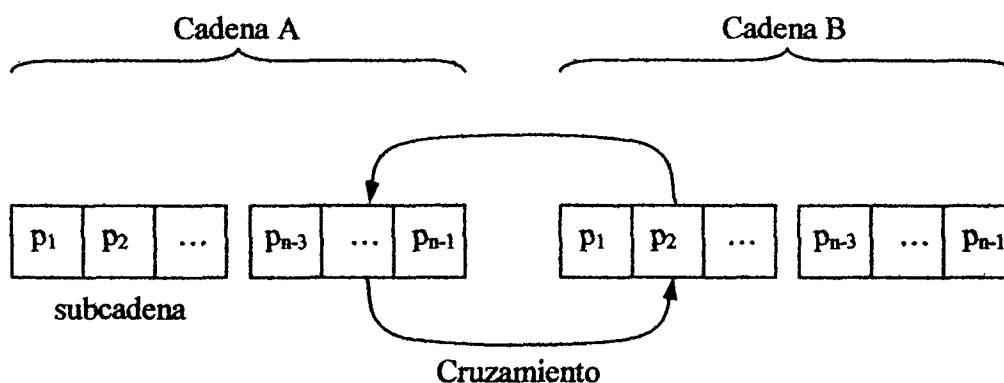 Cadena A
Cadena B
p1 p2 ... pn-3 ... pn-1
p1 p2 ... pn-3 ... pn-1
subcadena
Cruzamiento